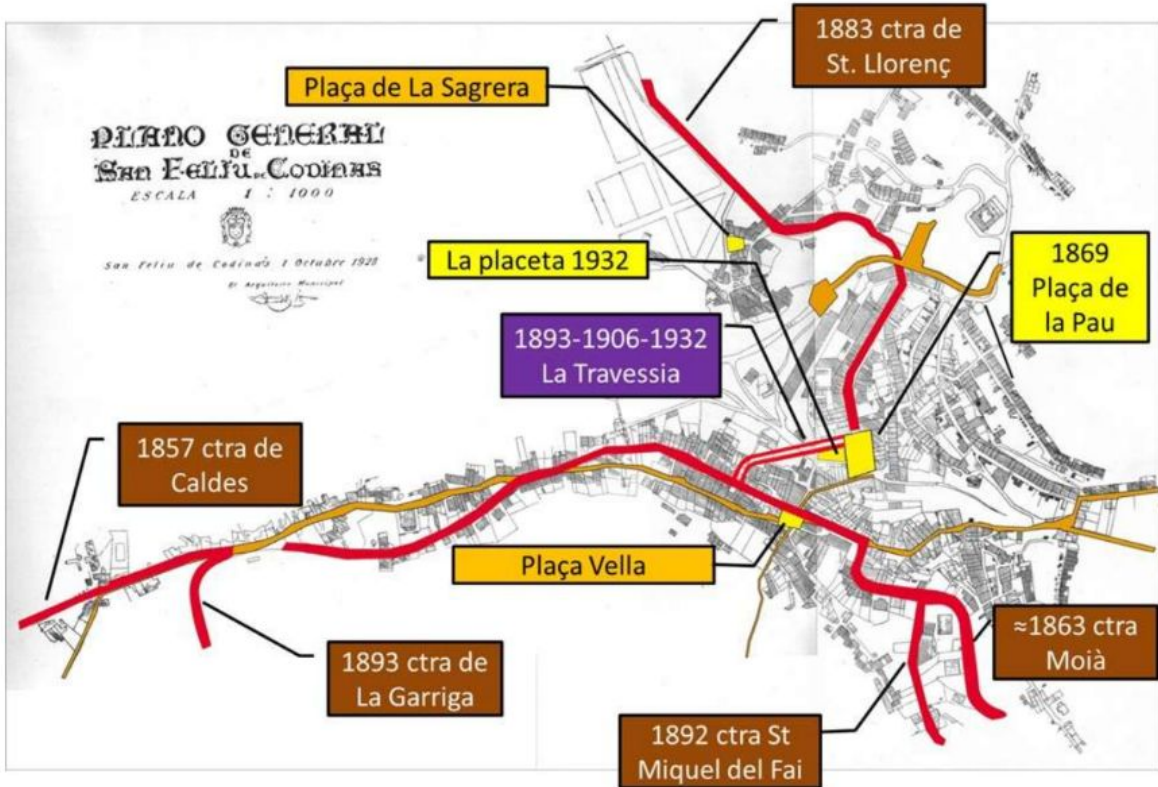 1883 ctra de
St. Llorenç
Plaça de La Sagrera
PLANO GENERAL
DE
SAN FELIU DE CODINAS
ESCALA 1 : 1000
San Feliu de Codinas 1 Octubre 1928
El Arquitecto Municipal
La placeta 1932
1869
Plaça de
la Pau
1893-1906-1932
La Travessia
1857 ctra de
Caldes
Plaça Vella
≈1863 ctra
Moià
1893 ctra de
La Garriga
1892 ctra St
Miquel del Fai